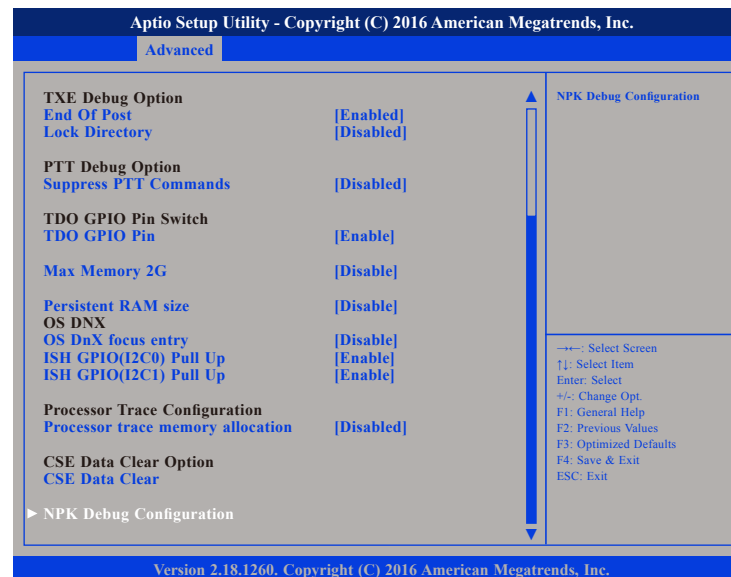 Aptio Setup Utility - Copyright (C) 2016 American Megatrends, Inc.
Advanced
TXE Debug Option
End Of Post [Enabled]
Lock Directory [Disabled]
PTT Debug Option
Suppress PTT Commands [Disabled]
TDO GPIO Pin Switch
TDO GPIO Pin [Enable]
Max Memory 2G [Disable]
Persistent RAM size [Disable]
OS DNX
OS DnX focus entry [Disable]
ISH GPIO(I2C0) Pull Up [Enable]
ISH GPIO(I2C1) Pull Up [Enable]
Processor Trace Configuration
Processor trace memory allocation [Disabled]
CSE Data Clear Option
CSE Data Clear
▶ NPK Debug Configuration
NPK Debug Configuration
→←: Select Screen
↑↓: Select Item
Enter: Select
+/-: Change Opt.
F1: General Help
F2: Previous Values
F3: Optimized Defaults
F4: Save & Exit
ESC: Exit
Version 2.18.1260. Copyright (C) 2016 American Megatrends, Inc.